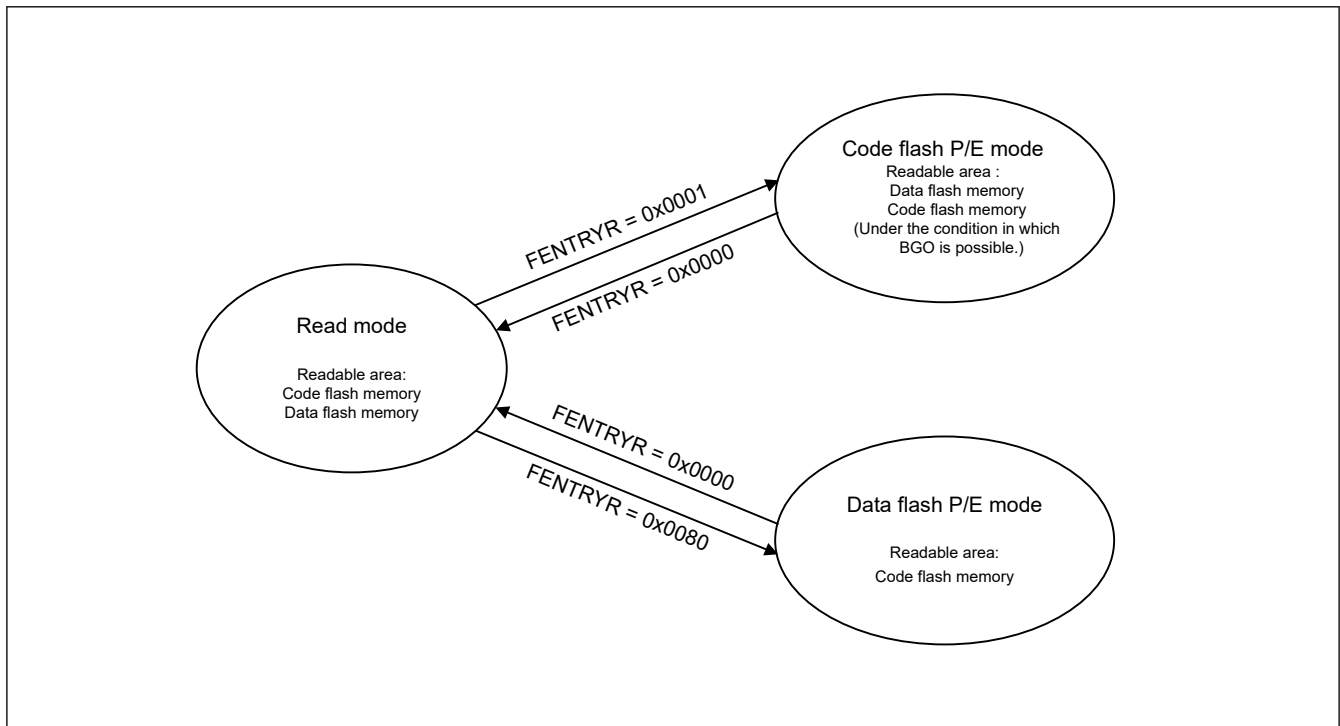 Code flash P/E mode
Readable area :
Data flash memory
Code flash memory
(Under the condition in which
BGO is possible.)
FENTRYR = 0x0001
FENTRYR = 0x0000
Read mode
Readable area:
Code flash memory
Data flash memory
FENTRYR = 0x0000
FENTRYR = 0x0080
Data flash P/E mode
Readable area:
Code flash memory